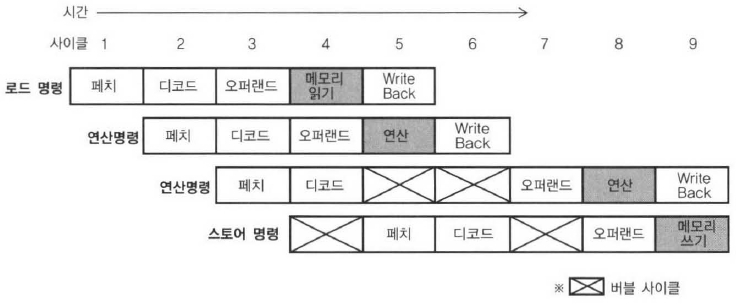 시간
사이클 1 2 3 4 5 6 7 8 9
로드 명령 페치 디코드 오퍼랜드 메모리 읽기 Write Back
연산명령 페치 디코드 오퍼랜드 연산 Write Back
연산명령 페치 디코드 오퍼랜드 연산 Write Back
스토어 명령 페치 디코드 오퍼랜드 메모리 쓰기
※ 버블 사이클